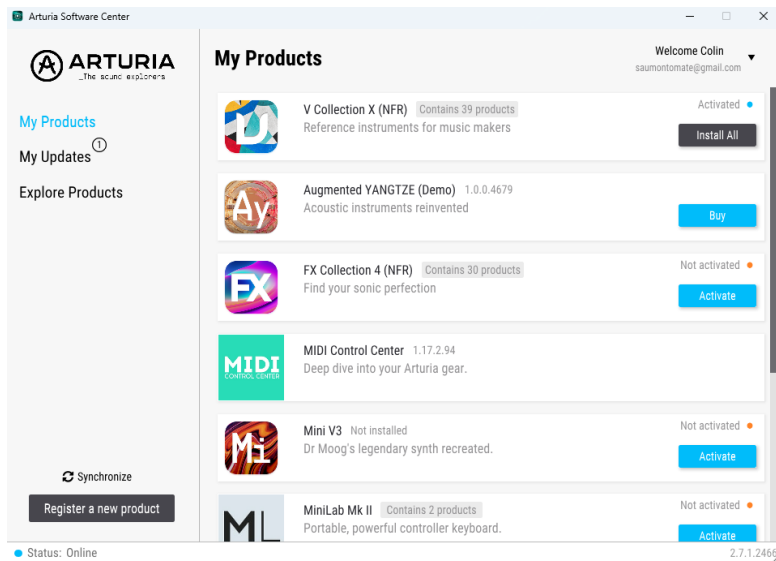 Arturia Software Center
ARTURIA
_The sound explorers
My Products
My Updates
1
Explore Products
Synchronize
Register a new product
Status: Online
My Products
Welcome Colin
saumontomate@gmail.com
V Collection X (NFR) Contains 39 products
Reference instruments for music makers
Activated
Install All
Ay
Augmented YANGTZE (Demo) 1.0.0.4679
Acoustic instruments reinvented
Buy
FX
FX Collection 4 (NFR) Contains 30 products
Find your sonic perfection
Not activated
Activate
MIDI
CONTROL CENTER
MIDI Control Center 1.17.2.94
Deep dive into your Arturia gear.
Mi
Mini V3 Not installed
Dr Moog's legendary synth recreated.
Not activated
Activate
ML
MiniLab Mk II Contains 2 products
Portable, powerful controller keyboard.
Not activated
Activate
2.7.1.2466